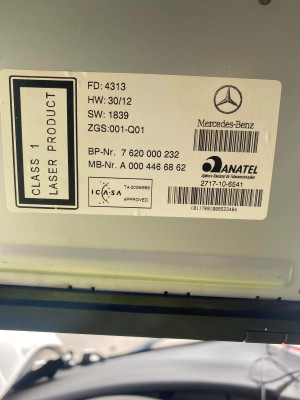 CLASS 1
LASER PRODUCT
FD: 4313
HW: 30/12
SW: 1839
ZGS:001-Q01
BP-Nr. 7 620 000 232
MB-Nr. A 000 446 68 62
ICASA
APPROVED
Mercedes-Benz
ANATEL
Agência Nacional de Telecomunicações
2717-10-6541